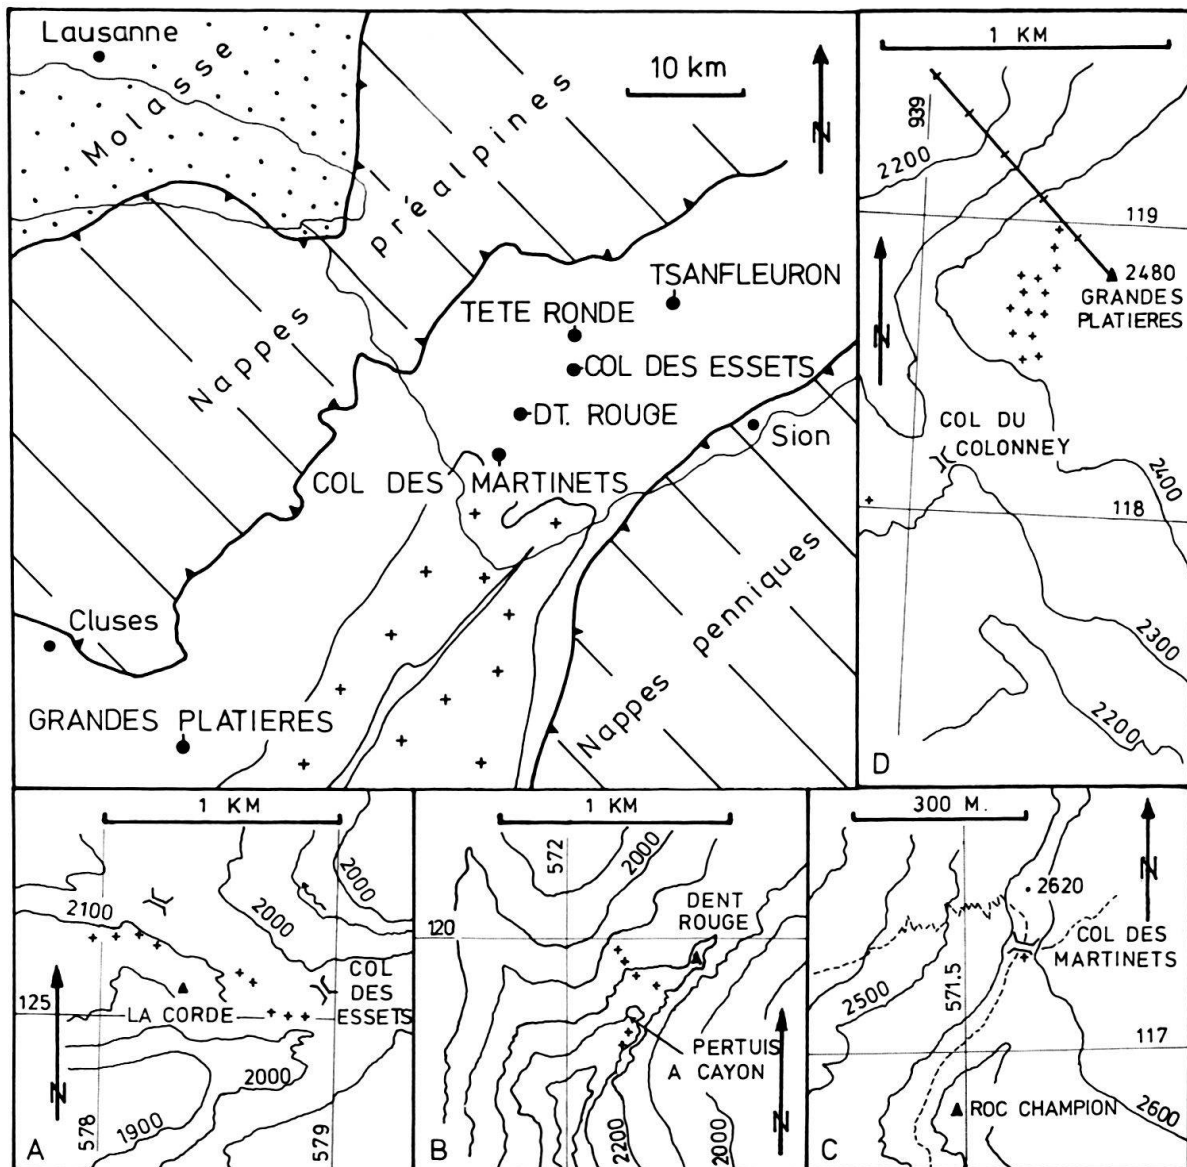 Lausanne
Molasse
Nappes préalpines
10 km
N
TSANFLEURON
TETE RONDE
COL DES ESSETS
DT. ROUGE
Sion
COL DES MARTINETS
Cluses
GRANDES PLATIERES
Nappes penniques
1 KM
939
2200
119
2480
GRANDES
PLATIERES
N
COL DU
COLONNEY
2400
118
2300
2200
D
1 KM
2000
2100
2000
COL
DES
ESSETS
125
LA CORDE
N
2000
1900
578
579
A
1 KM
572
2000
DENT
ROUGE
120
PERTUIS
A CAYON
N
2200
2000
B
300 M.
N
2620
COL DES
MARTINETS
2500
571.5
117
ROC CHAMPION
2600
C